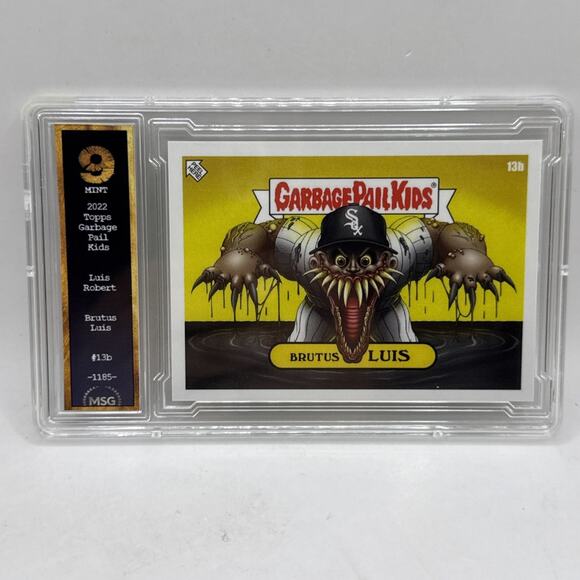 9
MINT
2022
Topps
Garbage
Pail
Kids
Luis
Robert
Brutus
Luis
#13b
-1185-
MSG
13b
GARBAGE PAIL KIDS®
Sox
BRUTUS LUIS